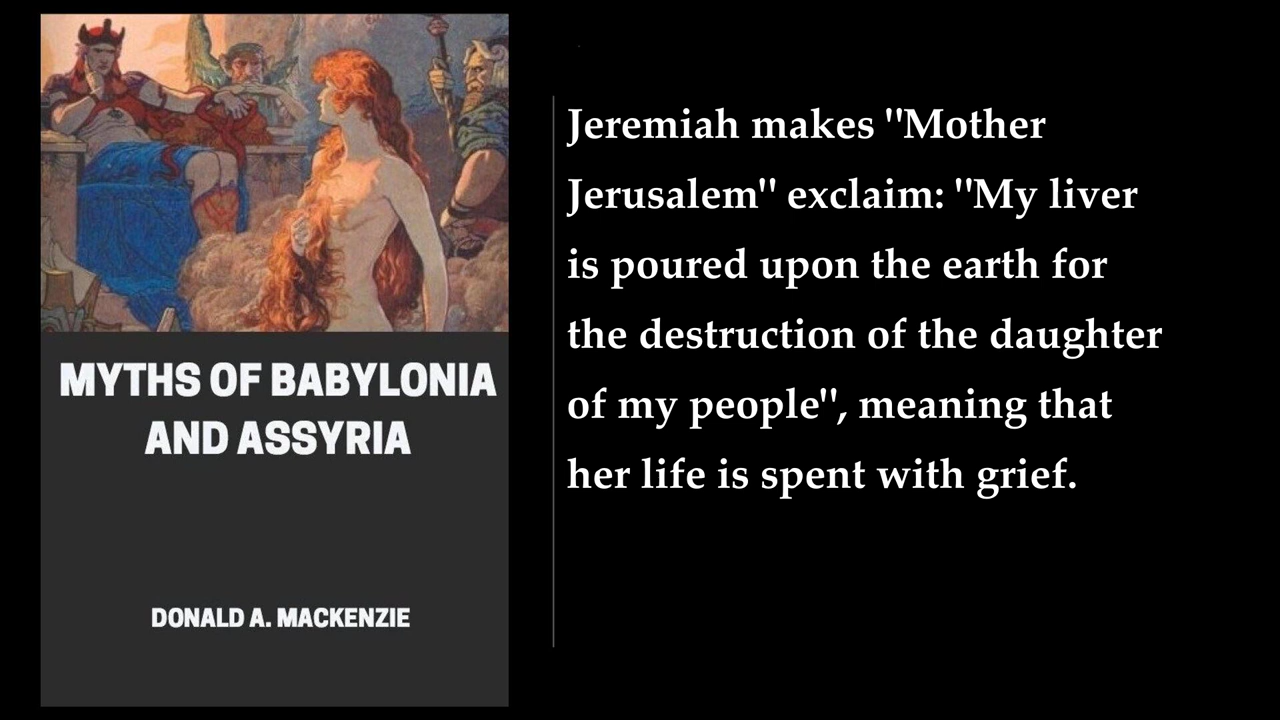 MYTHS OF BABYLONIA
AND ASSYRIA
DONALD A. MACKENZIE
Jeremiah makes "Mother
Jerusalem" exclaim: "My liver
is poured upon the earth for
the destruction of the daughter
of my people", meaning that
her life is spent with grief.